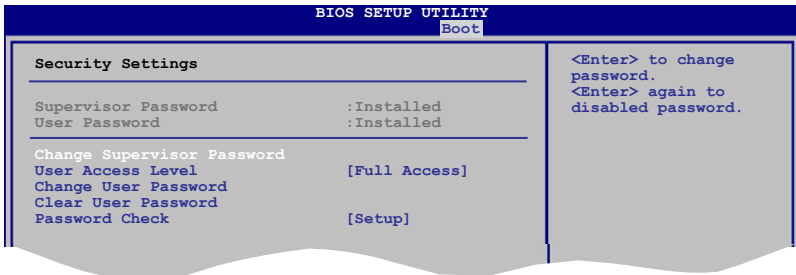 BIOS SETUP UTILITY
Boot
Security Settings
Supervisor Password :Installed
User Password :Installed
Change Supervisor Password
User Access Level [Full Access]
Change User Password
Clear User Password
Password Check [Setup]
<Enter> to change
password.
<Enter> again to
disabled password.